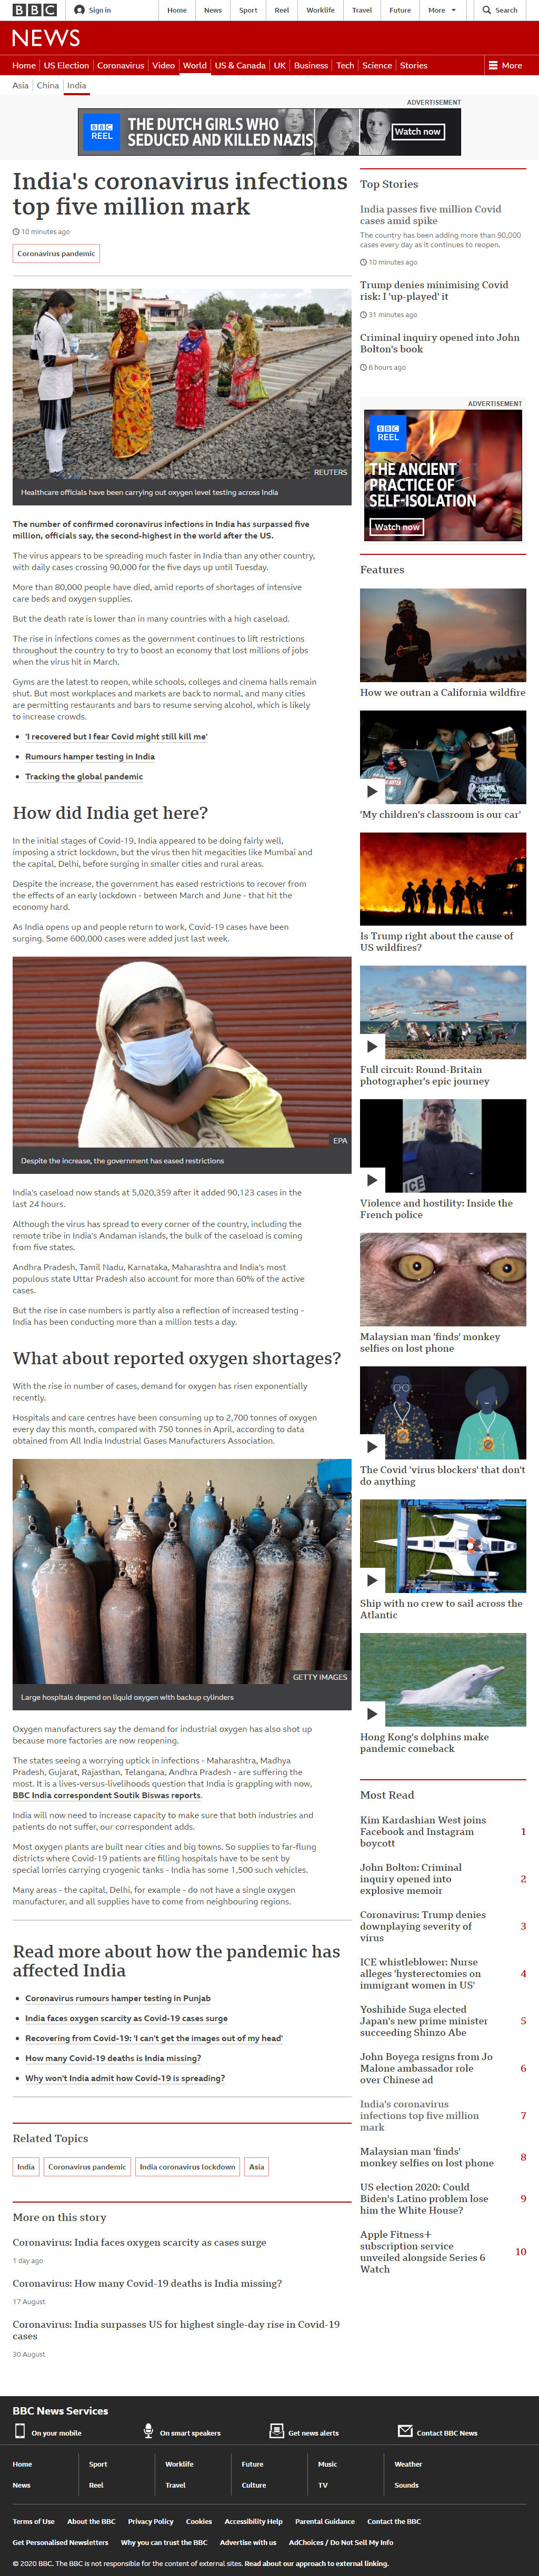 BBC
Sign in
Home
News
Sport
Reel
Worklife
Travel
Future
More
Search
NEWS
Home
US Election
Coronavirus
Video
World
US & Canada
UK
Business
Tech
Science
Stories
More
Asia
China
India
ADVERTISEMENT
BBC
REEL
THE DUTCH GIRLS WHO
SEDUCED AND KILLED NAZIS
Watch now
India's coronavirus infections
top five million mark
10 minutes ago
Coronavirus pandemic
REUTERS
Healthcare officials have been carrying out oxygen level testing across India
The number of confirmed coronavirus infections in India has surpassed five
million, officials say, the second-highest in the world after the US.
The virus appears to be spreading much faster in India than any other country,
with daily cases crossing 90,000 for the five days up until Tuesday.
More than 80,000 people have died, amid reports of shortages of intensive
care beds and oxygen supplies.
But the death rate is lower than in many countries with a high caseload.
The rise in infections comes as the government continues to lift restrictions
throughout the country to try to boost an economy that lost millions of jobs
when the virus hit in March.
Gyms are the latest to reopen, while schools, colleges and cinema halls remain
shut. But most workplaces and markets are back to normal, and many cities
are permitting restaurants and bars to resume serving alcohol, which is likely
to increase crowds.
'I recovered but I fear Covid might still kill me'
Rumours hamper testing in India
Tracking the global pandemic
How did India get here?
In the initial stages of Covid-19, India appeared to be doing fairly well,
imposing a strict lockdown, but the virus then hit megacities like Mumbai and
the capital, Delhi, before surging in smaller cities and rural areas.
Despite the increase, the government has eased restrictions to recover from
the effects of an early lockdown - between March and June - that hit the
economy hard.
As India opens up and people return to work, Covid-19 cases have been
surging. Some 600,000 cases were added just last week.
EPA
Despite the increase, the government has eased restrictions
India's caseload now stands at 5,020,359 after it added 90,123 cases in the
last 24 hours.
Although the virus has spread to every corner of the country, including the
remote tribe in India's Andaman islands, the bulk of the caseload is coming
from five states.
Andhra Pradesh, Tamil Nadu, Karnataka, Maharashtra and India's most
populous state Uttar Pradesh also account for more than 60% of the active
cases.
But the rise in case numbers is partly also a reflection of increased testing -
India has been conducting more than a million tests a day.
What about reported oxygen shortages?
With the rise in number of cases, demand for oxygen has risen exponentially
recently.
Hospitals and care centres have been consuming up to 2,700 tonnes of oxygen
every day this month, compared with 750 tonnes in April, according to data
obtained from All India Industrial Gases Manufacturers Association.
GETTY IMAGES
Large hospitals depend on liquid oxygen with backup cylinders
Oxygen manufacturers say the demand for industrial oxygen has also shot up
because more factories are now reopening.
The states seeing a worrying uptick in infections - Maharashtra, Madhya
Pradesh, Gujarat, Rajasthan, Telangana, Andhra Pradesh - are suffering the
most. It is a lives-versus-livelihoods question that India is grappling with now,
BBC India correspondent Soutik Biswas reports.
India will now need to increase capacity to make sure that both industries and
patients do not suffer, our correspondent adds.
Most oxygen plants are built near cities and big towns. So supplies to far-flung
districts where Covid-19 patients are filling hospitals have to be sent by
special lorries carrying cryogenic tanks - India has some 1,500 such vehicles.
Many areas - the capital, Delhi, for example - do not have a single oxygen
manufacturer, and all supplies have to come from neighbouring regions.
Read more about how the pandemic has
affected India
Coronavirus rumours hamper testing in Punjab
India faces oxygen scarcity as Covid-19 cases surge
Recovering from Covid-19: 'I can't get the images out of my head'
How many Covid-19 deaths is India missing?
Why won't India admit how Covid-19 is spreading?
Related Topics
India
Coronavirus pandemic
India coronavirus lockdown
Asia
More on this story
Coronavirus: India faces oxygen scarcity as cases surge
1 day ago
Coronavirus: How many Covid-19 deaths is India missing?
17 August
Coronavirus: India surpasses US for highest single-day rise in Covid-19
cases
30 August
Top Stories
India passes five million Covid
cases amid spike
The country has been adding more than 90,000
cases every day as it continues to reopen.
10 minutes ago
Trump denies minimising Covid
risk: I 'up-played' it
31 minutes ago
Criminal inquiry opened into John
Bolton's book
6 hours ago
ADVERTISEMENT
BBC
REEL
THE ANCIENT
PRACTICE OF
SELF-ISOLATION
Watch now
Features
How we outran a California wildfire
'My children's classroom is our car'
Is Trump right about the cause of
US wildfires?
Full circuit: Round-Britain
photographer's epic journey
ICE
Violence and hostility: Inside the
French police
Malaysian man 'finds' monkey
selfies on lost phone
The Covid 'virus blockers' that don't
do anything
Ship with no crew to sail across the
Atlantic
Hong Kong's dolphins make
pandemic comeback
Most Read
Kim Kardashian West joins
Facebook and Instagram
boycott
1
John Bolton: Criminal
inquiry opened into
explosive memoir
2
Coronavirus: Trump denies
downplaying severity of
virus
3
ICE whistleblower: Nurse
alleges 'hysterectomies on
immigrant women in US'
4
Yoshihide Suga elected
Japan's new prime minister
succeeding Shinzo Abe
5
John Boyega resigns from Jo
Malone ambassador role
over Chinese ad
6
India's coronavirus
infections top five million
mark
7
Malaysian man 'finds'
monkey selfies on lost phone
8
US election 2020: Could
Biden's Latino problem lose
him the White House?
9
Apple Fitness+
subscription service
unveiled alongside Series 6
Watch
10
BBC News Services
On your mobile
On smart speakers
Get news alerts
Contact BBC News
Home
Sport
Worklife
Future
Music
Weather
News
Reel
Travel
Culture
TV
Sounds
Terms of Use
About the BBC
Privacy Policy
Cookies
Accessibility Help
Parental Guidance
Contact the BBC
Get Personalised Newsletters
Why you can trust the BBC
Advertise with us
AdChoices / Do Not Sell My Info
© 2020 BBC. The BBC is not responsible for the content of external sites. Read about our approach to external linking.